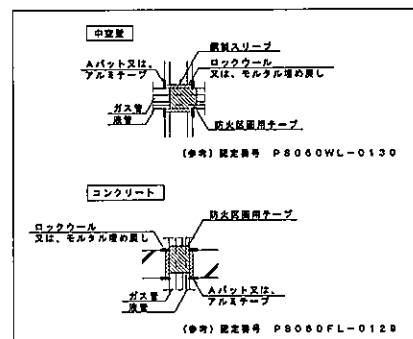 中空壁
鋼製スリーブ
Aパット又は、
アルミテープ
ロックウール
又は、モルタル埋め戻し
ガス管
液管
防火区画用テープ
(参考) 認定番号 PS060WL-0130
コンクリート
ロックウール
又は、モルタル埋め戻し
防火区画用テープ
ガス管
液管
Aパット又は、
アルミテープ
(参考) 認定番号 PS060FL-0129